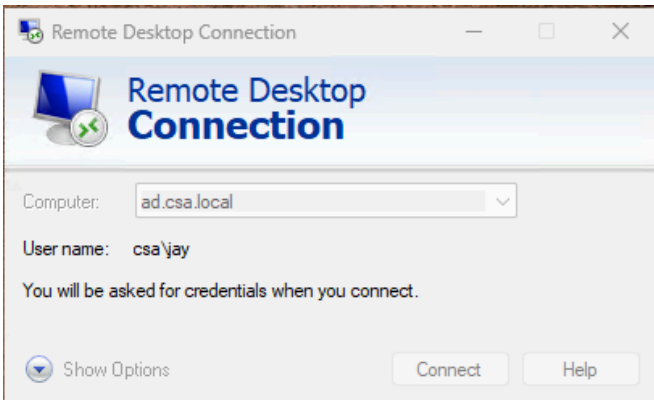 Remote Desktop Connection
Remote Desktop
Connection
Computer: ad.csa.local
User name: csa\jay
You will be asked for credentials when you connect.
Show Options Connect Help